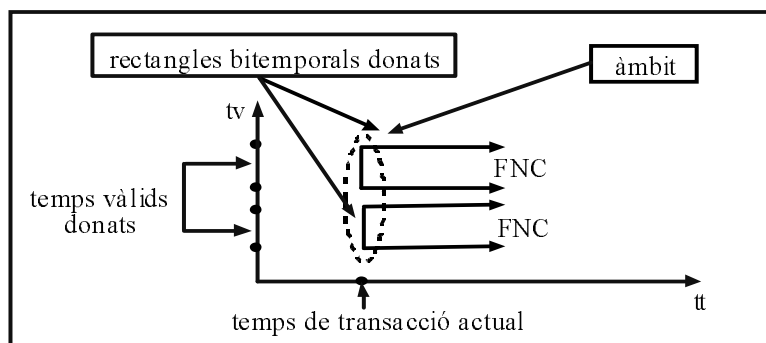 rectangles bitemporals donats
àmbit
tv
FNC
temps vàlids
donats
FNC
tt
temps de transacció actual